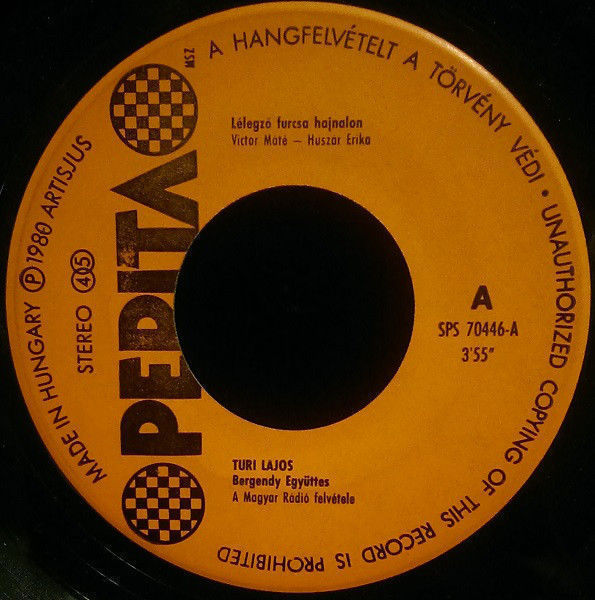 A HANGFELVÉTELT A TÖRVÉNY VÉDI • UNAUTHORIZED COPYING OF THIS RECORD IS PROHIBITED
MADE IN HUNGARY Ⓟ 1980 ARTISJUS
STEREO 45
PEPITA
MSZ
Lélegző furcsa hajnalon
Victor Máté – Huszár Erika
A
SPS 70446-A
3'55"
TURI LAJOS
Bergendy Együttes
A Magyar Rádió felvétele